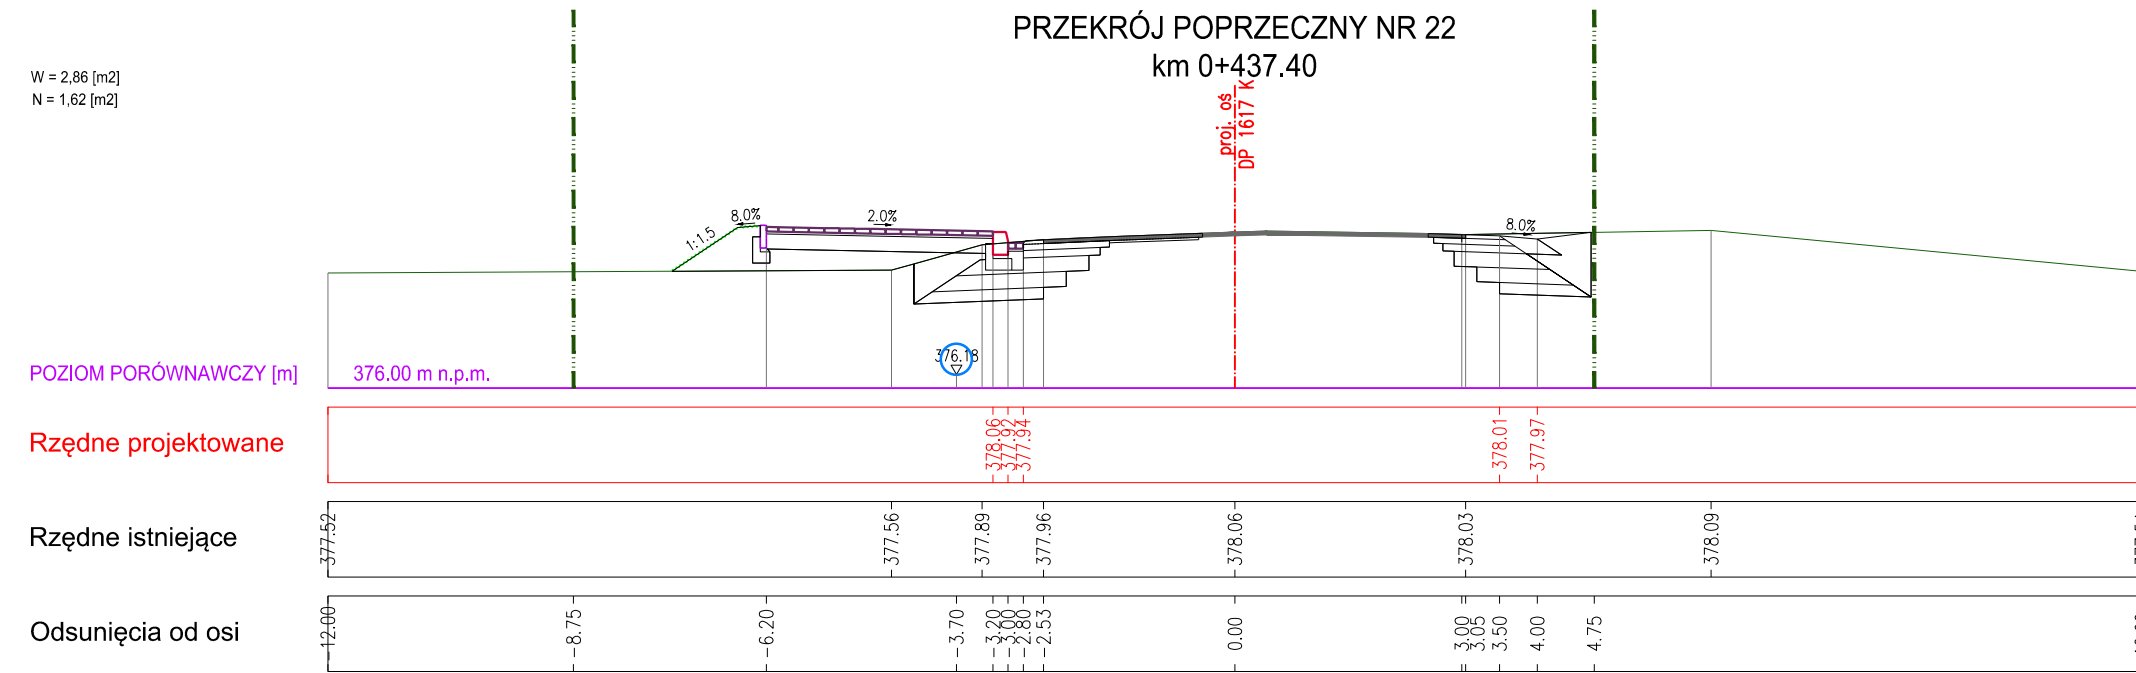 PRZEKRÓJ POPRZECZNY NR 22
km 0+437.40
W = 2,86 [m2]
N = 1,62 [m2]
proj. oś
DP 1617 K
8.0%
2.0%
8.0%
1:1.5
376.18
POZIOM PORÓWNAWCZY [m] 376.00 m n.p.m.
Rzędne projektowane 378.06 377.92 377.94 378.01 377.97
Rzędne istniejące 377.52 377.56 377.89 377.96 378.06 378.03 378.09
Odsunięcia od osi -12.00 -8.75 -6.20 -3.70 -3.20 -3.00 -2.80 -2.53 0.00 3.00 3.05 3.50 4.00 4.75